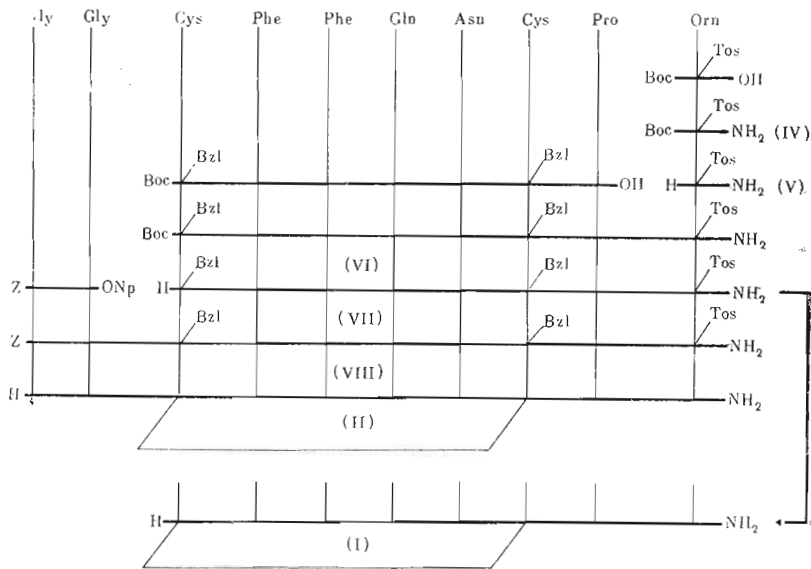 Gly Cys Phe Phe Gln Asn Cys Pro Orn
Tos
Boc OH
Tos
Boc NH2 (IV)
Bzl Bzl Tos
Boc OH H NH2 (V)
Bzl Bzl Tos
Boc NH2
(VI)
Bzl Bzl Tos
Z ONp H NH2
(VII)
Bzl Bzl Tos
Z NH2
(VIII)
H NH2
(II)
H NH2
(I)